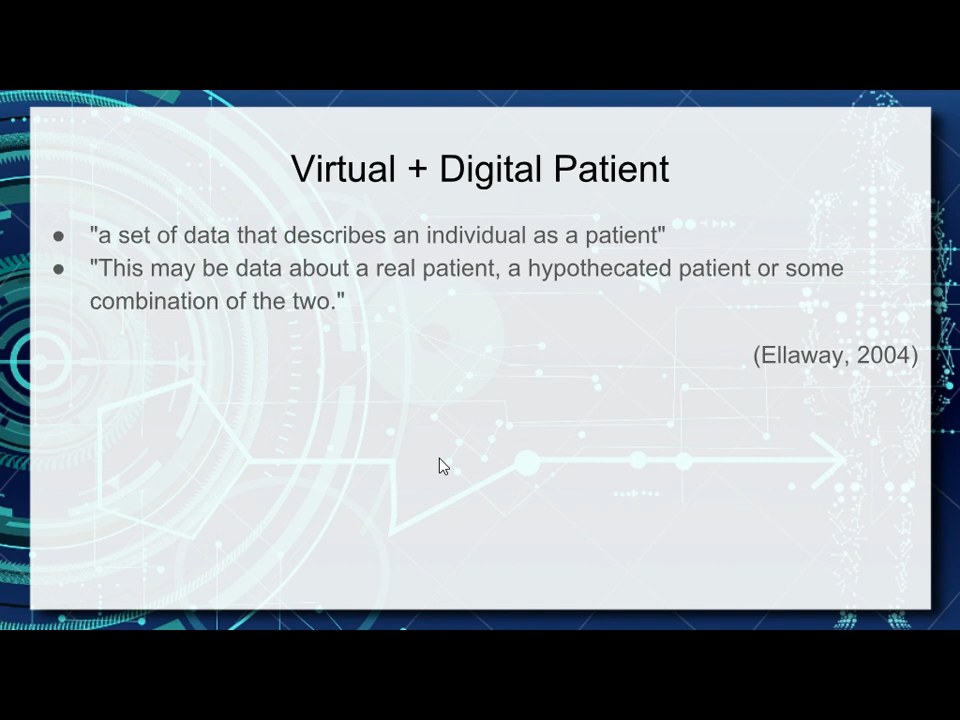 Virtual + Digital Patient
● "a set of data that describes an individual as a patient"
● "This may be data about a real patient, a hypothecated patient or some
combination of the two."
(Ellaway, 2004)